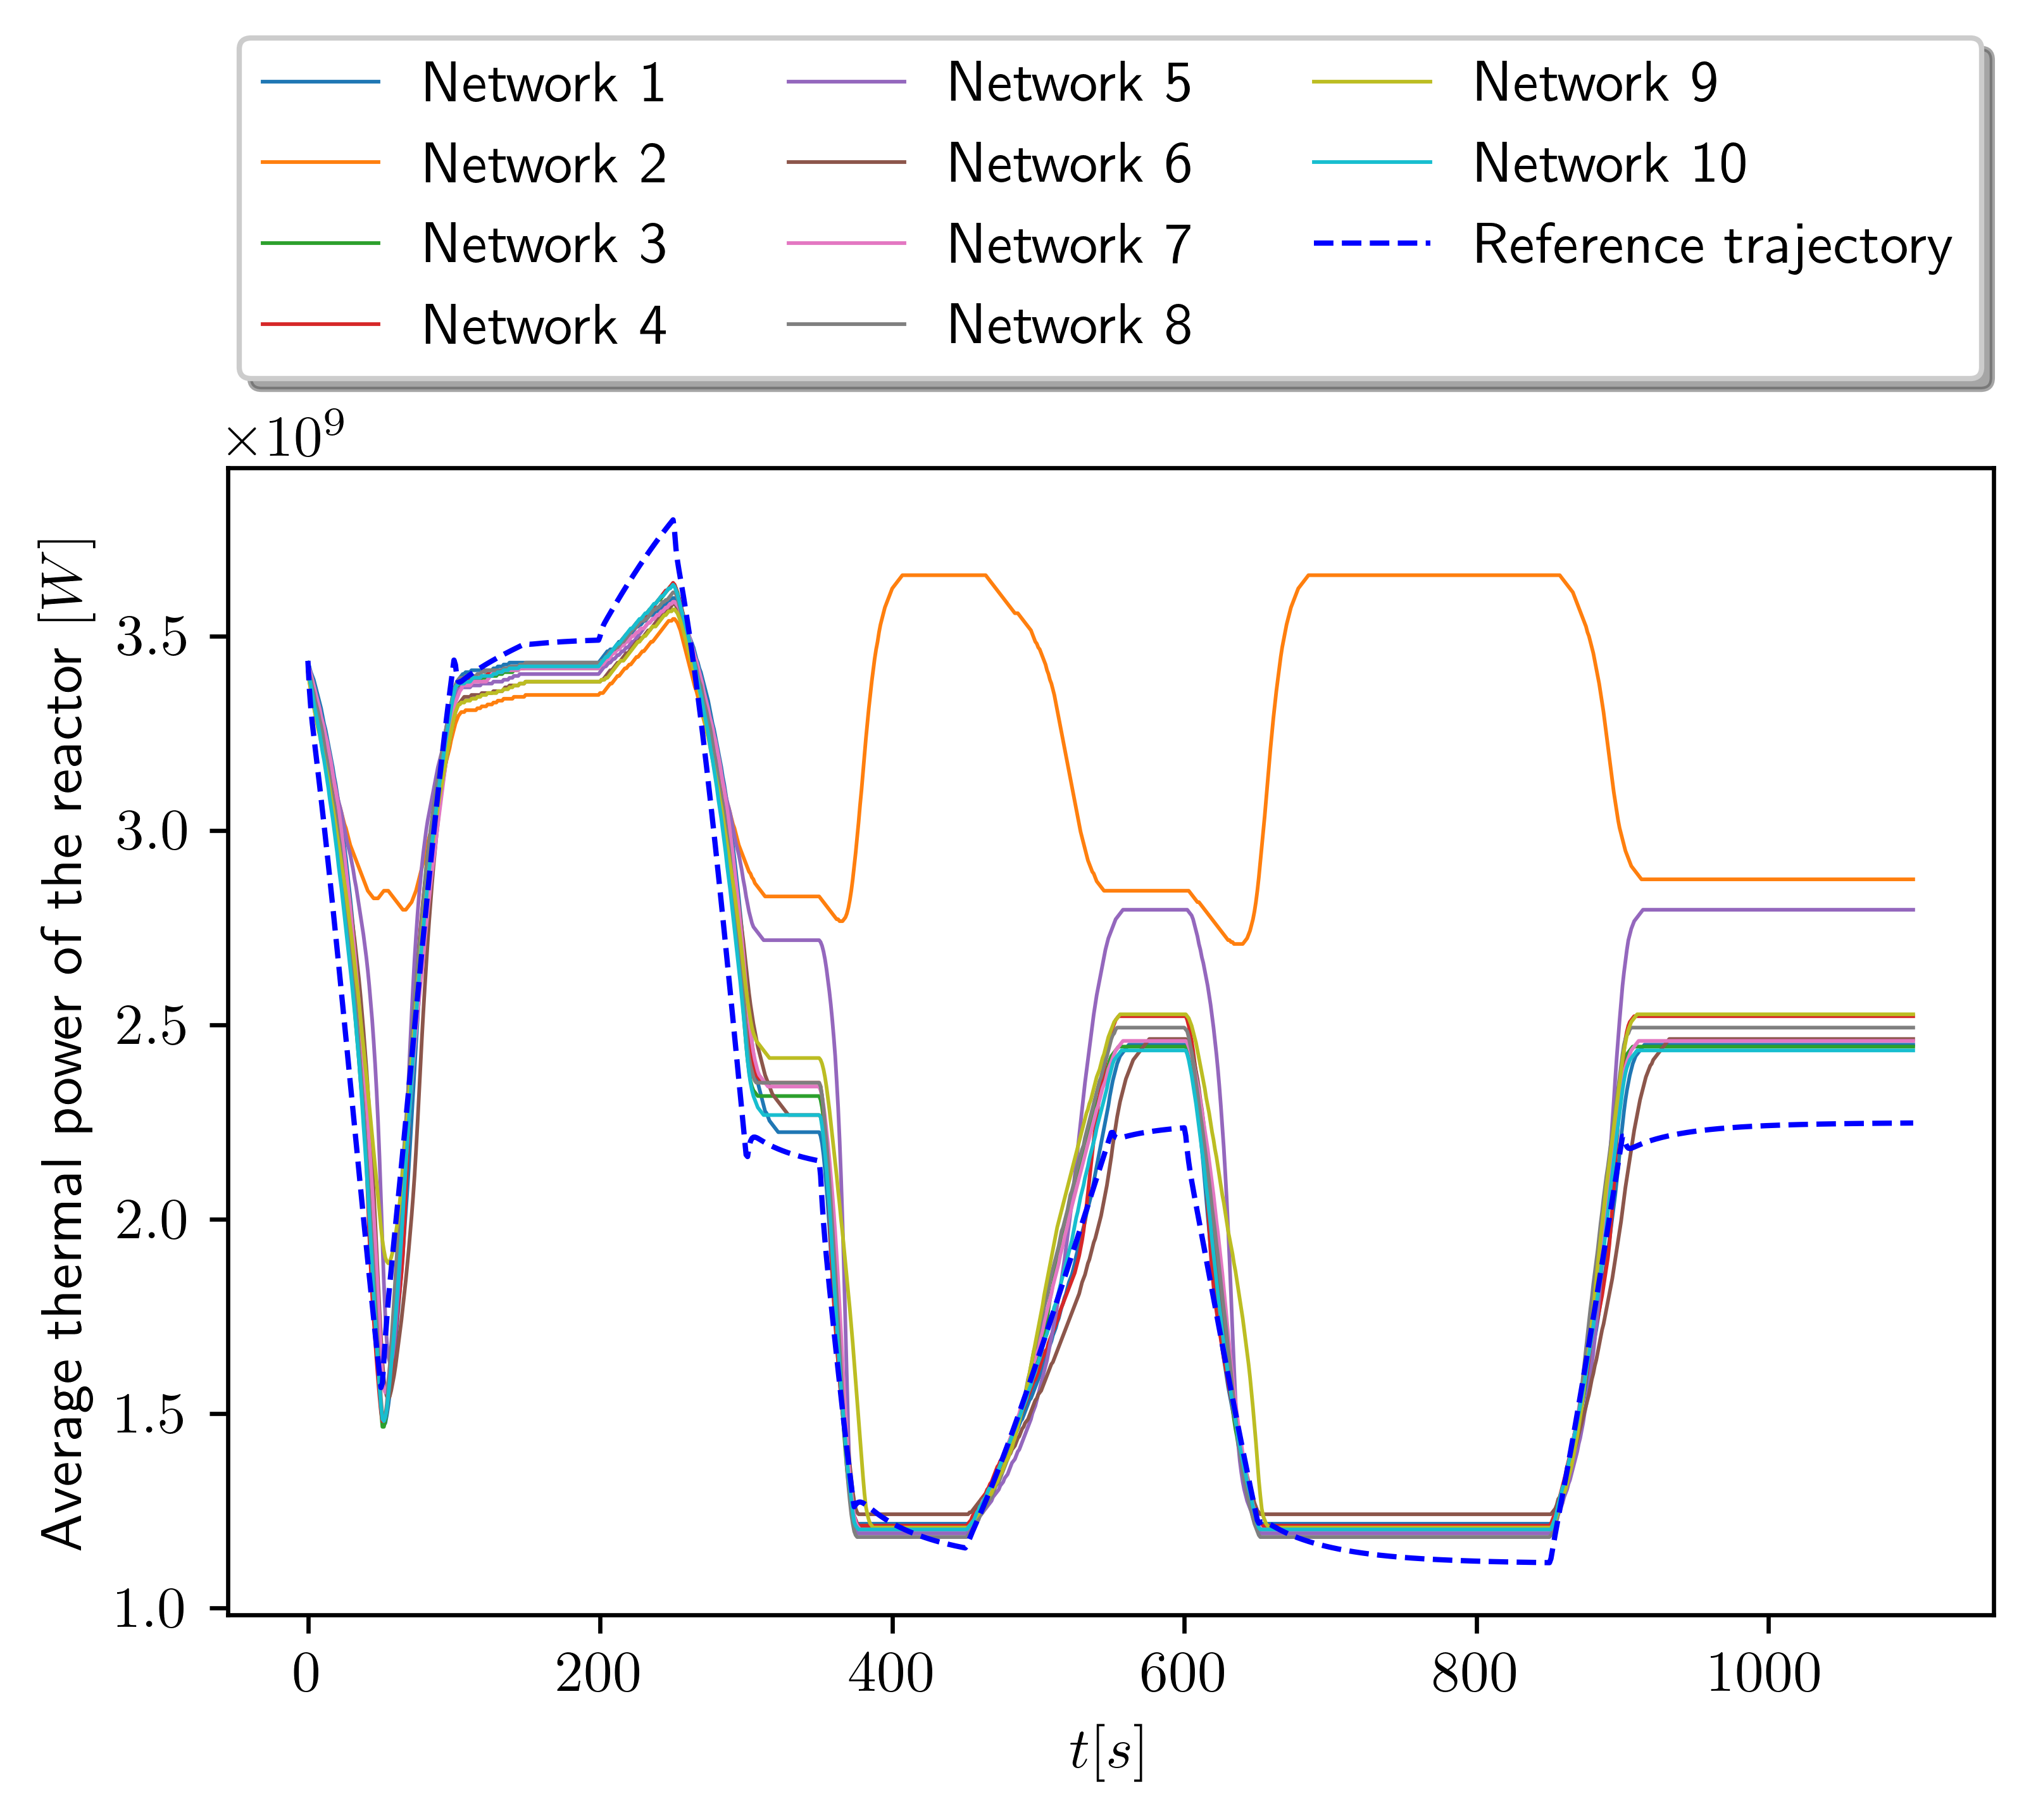 Network 1
Network 2
Network 3
Network 4
Network 5
Network 6
Network 7
Network 8
Network 9
Network 10
Reference trajectory
×10⁹
Average thermal power of the reactor [W]
3.5
3.0
2.5
2.0
1.5
1.0
0 200 400 600 800 1000
t[s]